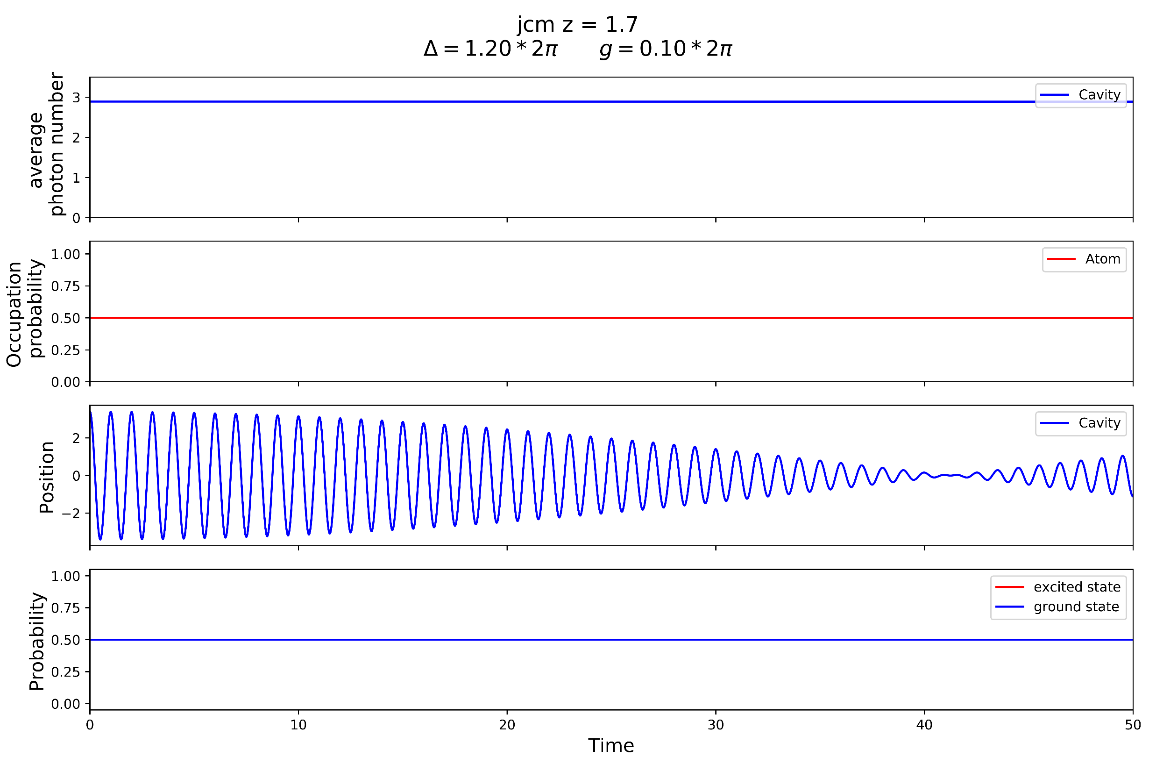 jcm z = 1.7
Δ = 1.20 * 2π g = 0.10 * 2π
average
photon number
3
2
1
0
Cavity
Occupation
probability
1.00
0.75
0.50
0.25
0.00
Atom
Position
2
0
−2
Cavity
Probability
1.00
0.75
0.50
0.25
0.00
excited state
ground state
0 10 20 30 40 50
Time